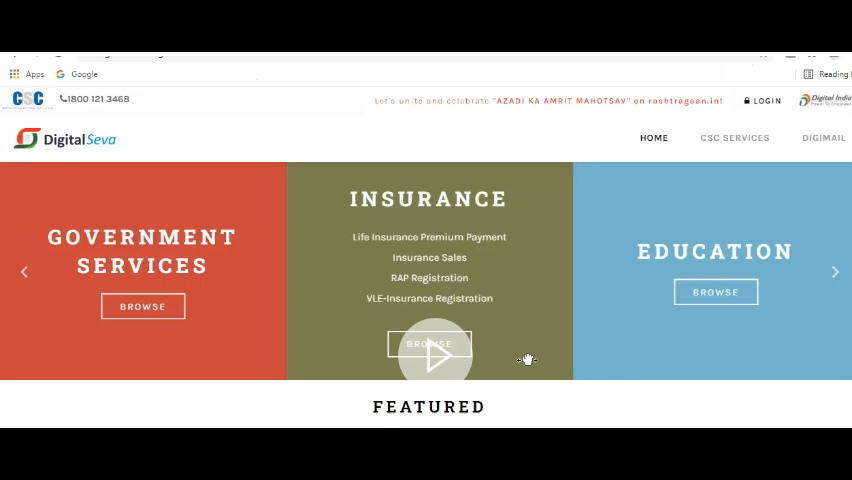 Apps Google Reading
CSC 1800 121 3468 Let's unite and celebrate "AZADI KA AMRIT MAHOTSAV" on rashtragaan.in! LOGIN Digital India
DigitalSeva HOME CSC SERVICES DIGIMAIL
GOVERNMENT
SERVICES
BROWSE
INSURANCE
Life Insurance Premium Payment
Insurance Sales
RAP Registration
VLE-Insurance Registration
BROWSE
EDUCATION
BROWSE
FEATURED